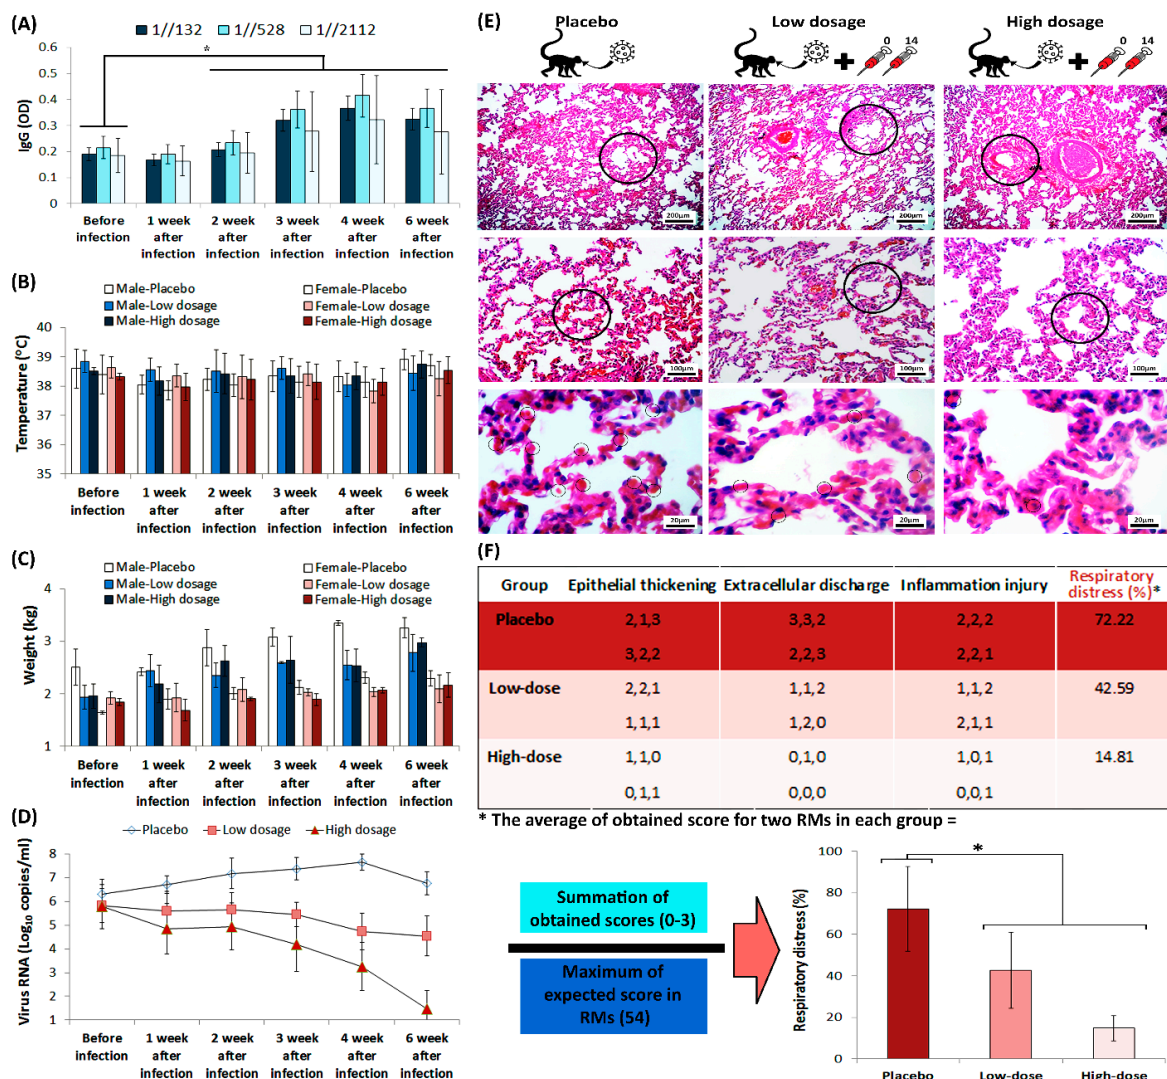 (A)
1//132 1//528 1//2112
*
IgG (OD)
0.6
0.5
0.4
0.3
0.2
0.1
0
Before infection
1 week after infection
2 week after infection
3 week after infection
4 week after infection
6 week after infection
(B)
Male-Placebo Female-Placebo
Male-Low dosage Female-Low dosage
Male-High dosage Female-High dosage
Temperature (°C)
40
39
38
37
36
35
Before infection
1 week after infection
2 week after infection
3 week after infection
4 week after infection
6 week after infection
(C)
Male-Placebo Female-Placebo
Male-Low dosage Female-Low dosage
Male-High dosage Female-High dosage
Weight (kg)
4
3
2
1
Before infection
1 week after infection
2 week after infection
3 week after infection
4 week after infection
6 week after infection
(D)
Placebo Low dosage High dosage
Virus RNA (Log10 copies/ml)
8
7
6
5
4
3
2
1
Before infection
1 week after infection
2 week after infection
3 week after infection
4 week after infection
6 week after infection
(E)
Placebo Low dosage High dosage
0 14 0 14
200µm 200µm 200µm
100µm 100µm 100µm
20µm 20µm 20µm
(F)
Group Epithelial thickening Extracellular discharge Inflammation injury Respiratory distress (%)*
Placebo 2,1,3 3,3,2 2,2,2 72.22
3,2,2 2,2,3 2,2,1
Low-dose 2,2,1 1,1,2 1,1,2 42.59
1,1,1 1,2,0 2,1,1
High-dose 1,1,0 0,1,0 1,0,1 14.81
0,1,1 0,0,0 0,0,1
* The average of obtained score for two RMs in each group =
Summation of
obtained scores (0-3)
Maximum of
expected score in
RMs (54)
Respiratory distress (%)
100
80
60
40
20
0
*
Placebo Low-dose High-dose